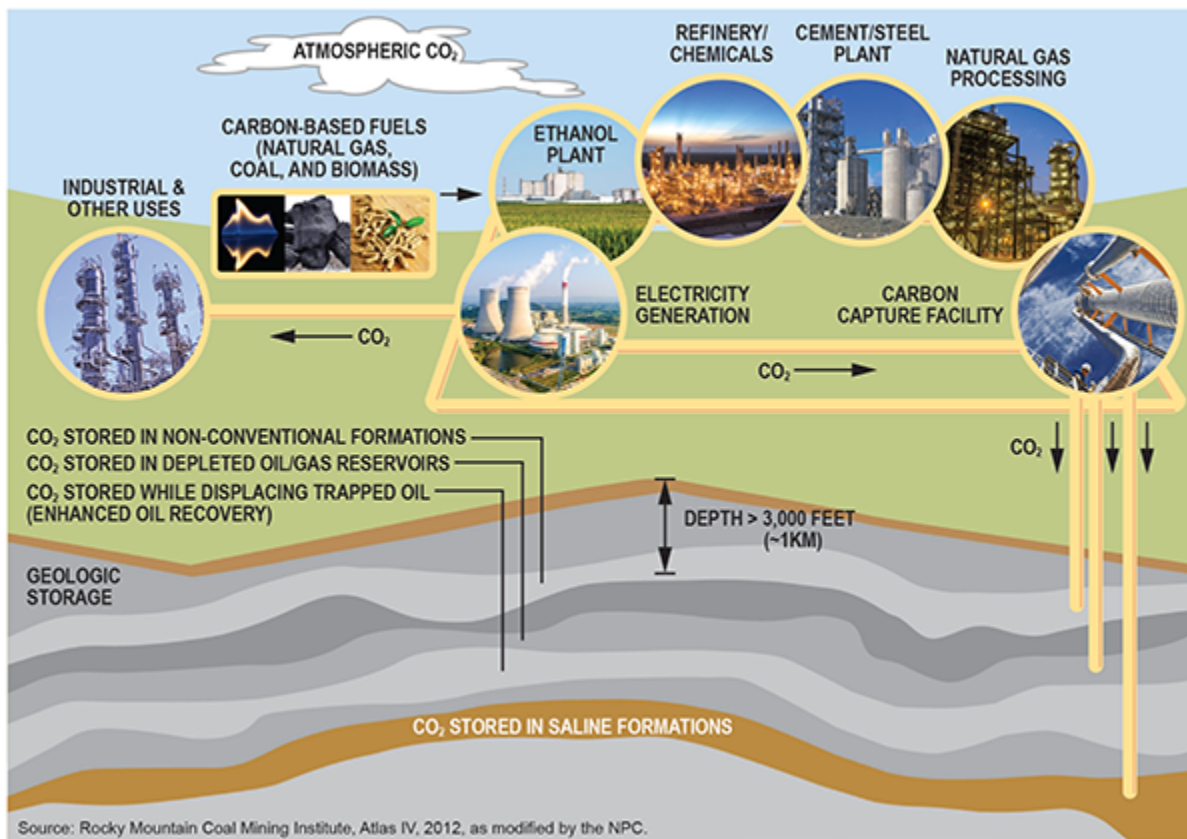 ATMOSPHERIC CO₂
REFINERY/
CHEMICALS
CEMENT/STEEL
PLANT
NATURAL GAS
PROCESSING
CARBON-BASED FUELS
(NATURAL GAS,
COAL, AND BIOMASS)
ETHANOL
PLANT
INDUSTRIAL &
OTHER USES
ELECTRICITY
GENERATION
CARBON
CAPTURE FACILITY
CO₂
CO₂
CO₂ STORED IN NON-CONVENTIONAL FORMATIONS
CO₂ STORED IN DEPLETED OIL/GAS RESERVOIRS
CO₂ STORED WHILE DISPLACING TRAPPED OIL
(ENHANCED OIL RECOVERY)
CO₂
DEPTH > 3,000 FEET
(~1KM)
GEOLOGIC
STORAGE
CO₂ STORED IN SALINE FORMATIONS
Source: Rocky Mountain Coal Mining Institute, Atlas IV, 2012, as modified by the NPC.